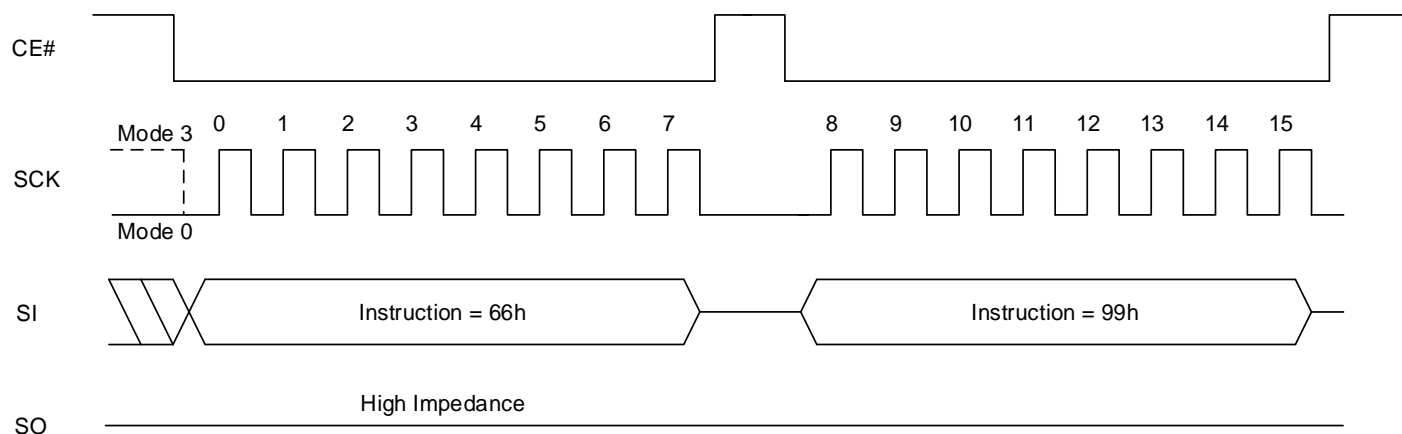 CE#
Mode 3 0 1 2 3 4 5 6 7 8 9 10 11 12 13 14 15
SCK
Mode 0
SI Instruction = 66h Instruction = 99h
High Impedance
SO